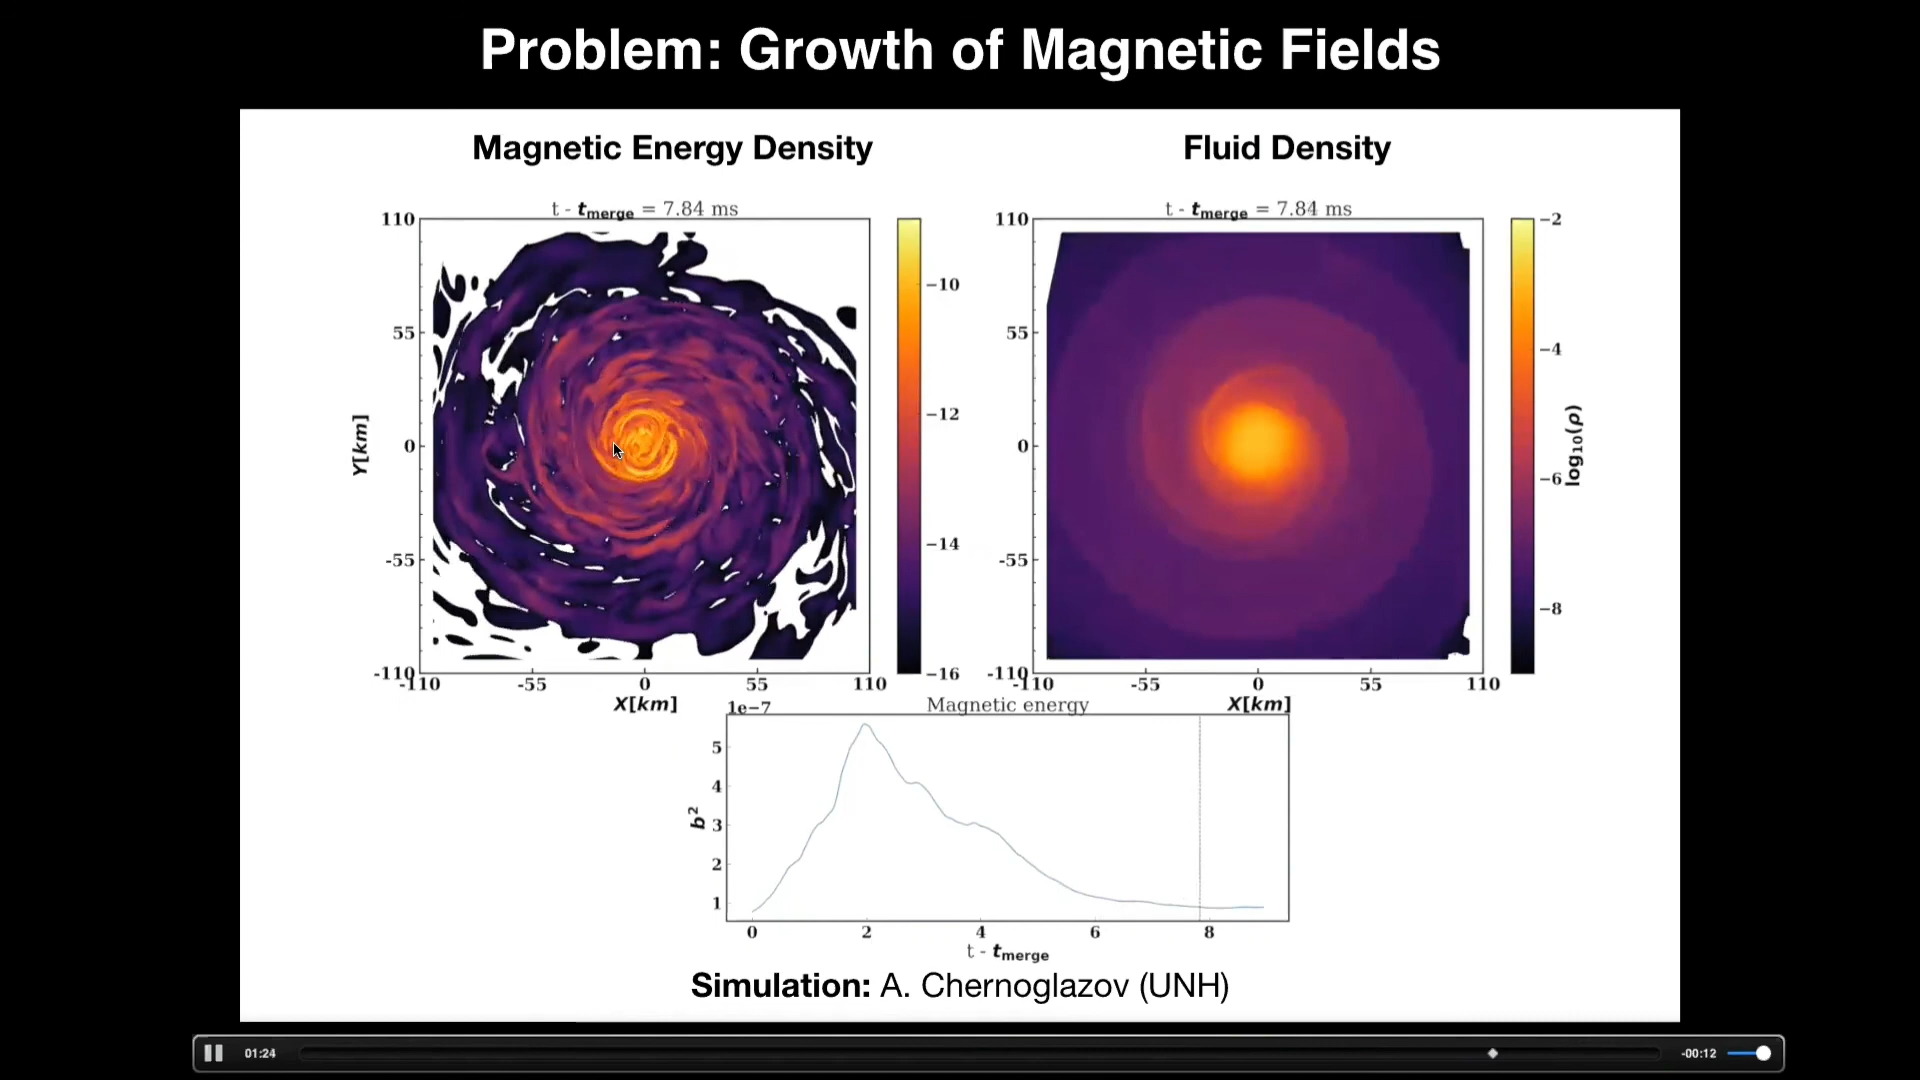 Problem: Growth of Magnetic Fields
Magnetic Energy Density
Fluid Density
t - tmerge = 7.84 ms
t - tmerge = 7.84 ms
110
55
0
-55
-110
Y[km]
-110
-55
0
55
110
X[km]
−10
−12
−14
−16
110
55
0
-55
-110
-110
-55
0
55
110
X[km]
−2
−4
−6
−8
log10(ρ)
1e−7
Magnetic energy
5
4
3
2
1
b²
0
2
4
6
8
t - tmerge
Simulation: A. Chernoglazov (UNH)
01:24
-00:12